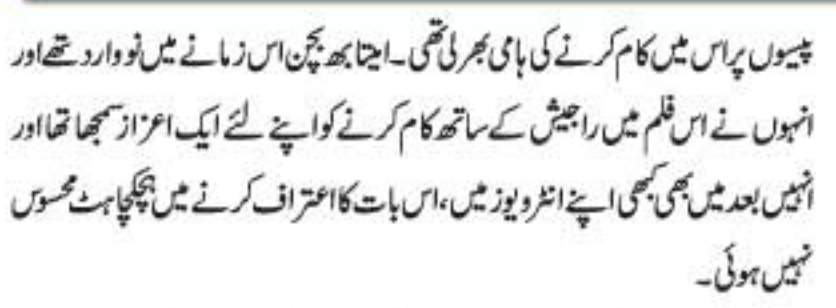 پیسوں پر اس میں کام کرنے کی ہامی بھر لی تھی۔ امیتابھ بچن اس زمانے میں نو وارد تھے اور
انہوں نے اس فلم میں راجیش کے ساتھ کام کرنے کو اپنے لئے ایک اعزاز سمجھا تھا اور
انہیں بعد میں بھی کبھی اپنے انٹرویوز میں، اس بات کا اعتراف کرنے میں ہچکچاہٹ محسوس
نہیں ہوئی۔